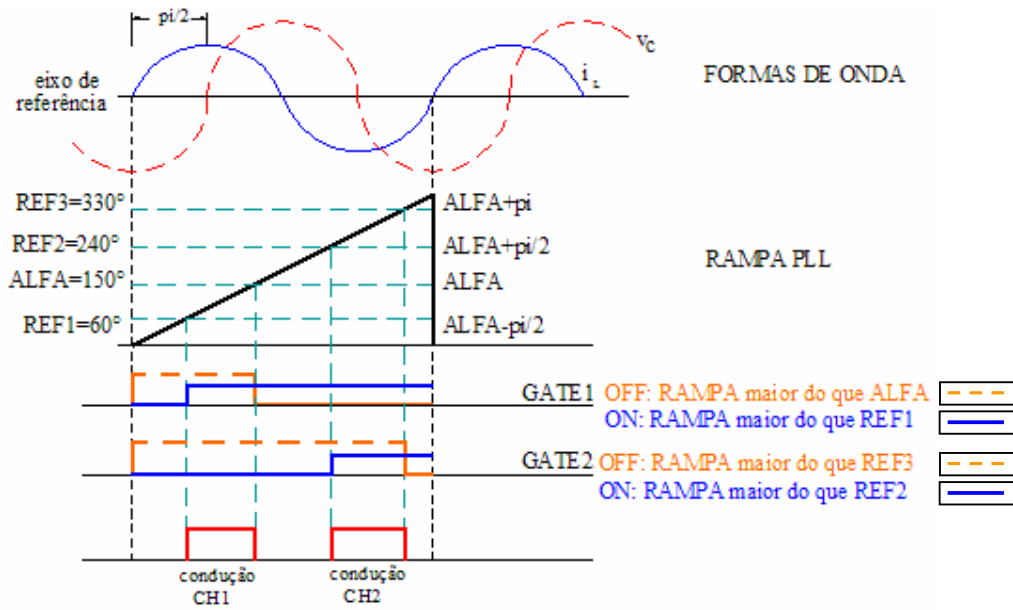 pi/2
v_C
eixo de
referência
i_L
FORMAS DE ONDA
REF3=330°
ALFA+pi
REF2=240°
ALFA+pi/2
RAMPA PLL
ALFA=150°
ALFA
REF1=60°
ALFA-pi/2
GATE1
OFF: RAMPA maior do que ALFA
ON: RAMPA maior do que REF1
GATE2
OFF: RAMPA maior do que REF3
ON: RAMPA maior do que REF2
condução
CH1
condução
CH2